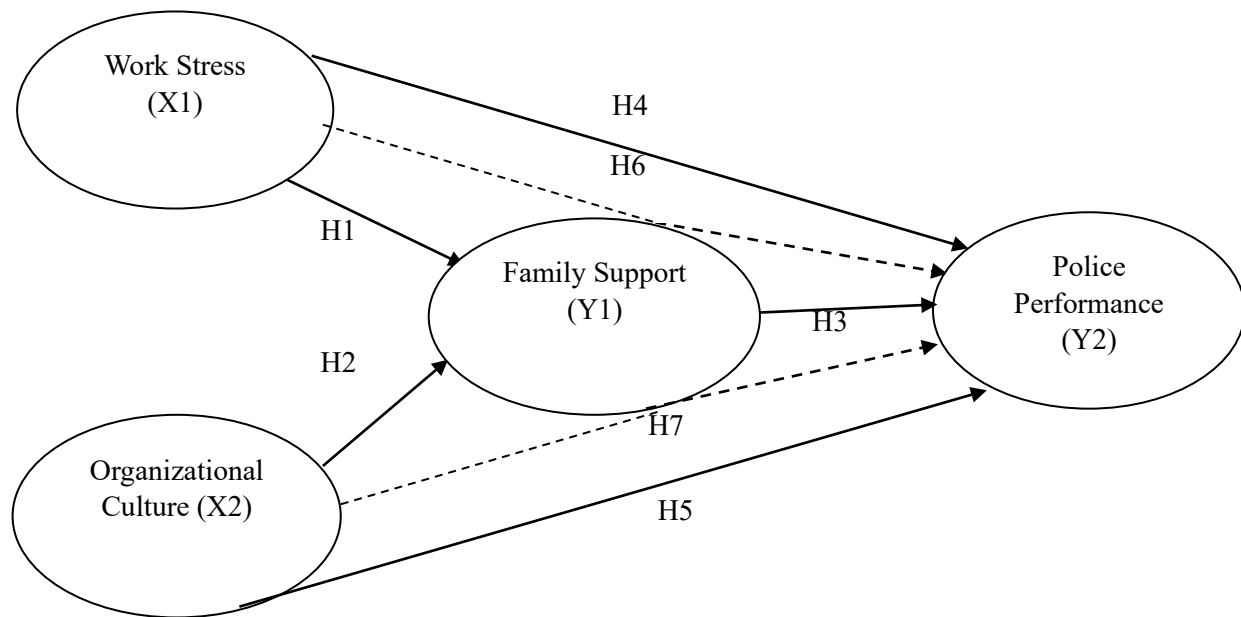 Work Stress
(X1)
H4
H6
H1
Family Support
(Y1)
Police
Performance
(Y2)
H3
H2
H7
Organizational
Culture (X2)
H5